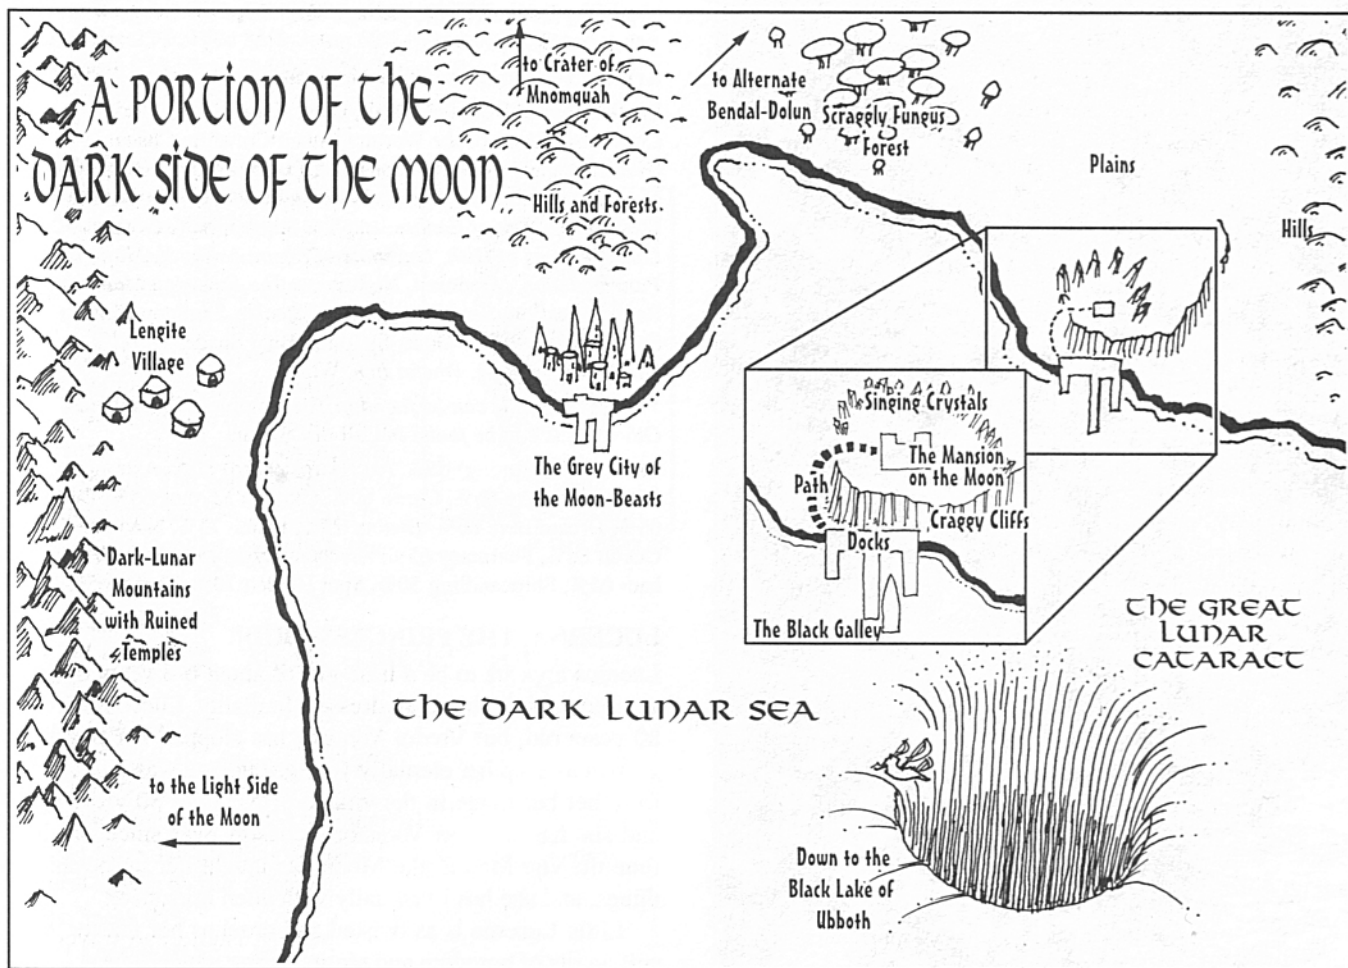 A PORTION OF THE
DARK SIDE OF THE MOON
to Crater of
Mnomquah
to Alternate
Bendal-Dolun
Scraggly Fungus
Forest
Plains
Hills and Forests
Hills
Lengite
Village
The Grey City of
the Moon-Beasts
Singing Crystals
The Mansion
on the Moon
Path
Craggy Cliffs
Docks
The Black Galley
Dark-Lunar
Mountains
with Ruined
Temples
THE GREAT
LUNAR
CATARACT
THE DARK LUNAR SEA
to the Light Side
of the Moon
Down to the
Black Lake of
Ubboth